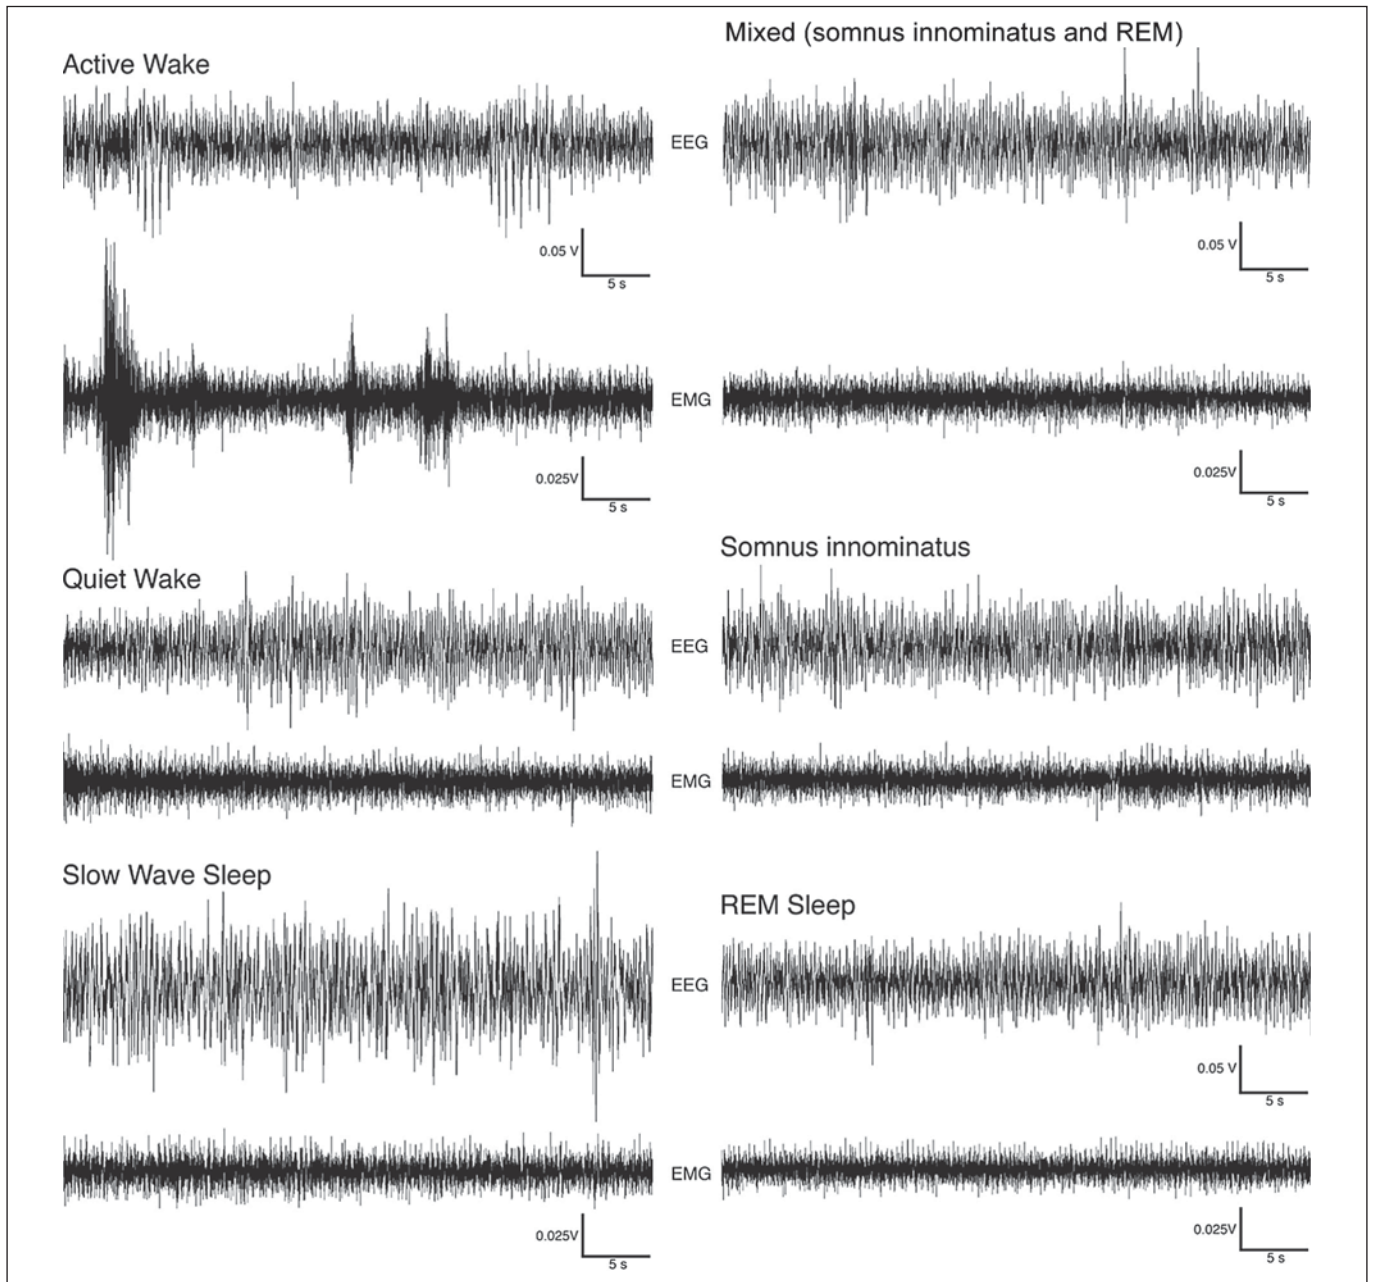 Mixed (somnus innominatus and REM)
Active Wake
EEG
0.05 V
5 s
0.05 V
5 s
EMG
0.025V
5 s
0.025V
5 s
Somnus innominatus
Quiet Wake
EEG
EMG
Slow Wave Sleep
REM Sleep
EEG
0.05 V
5 s
EMG
0.025V
5 s
0.025V
5 s